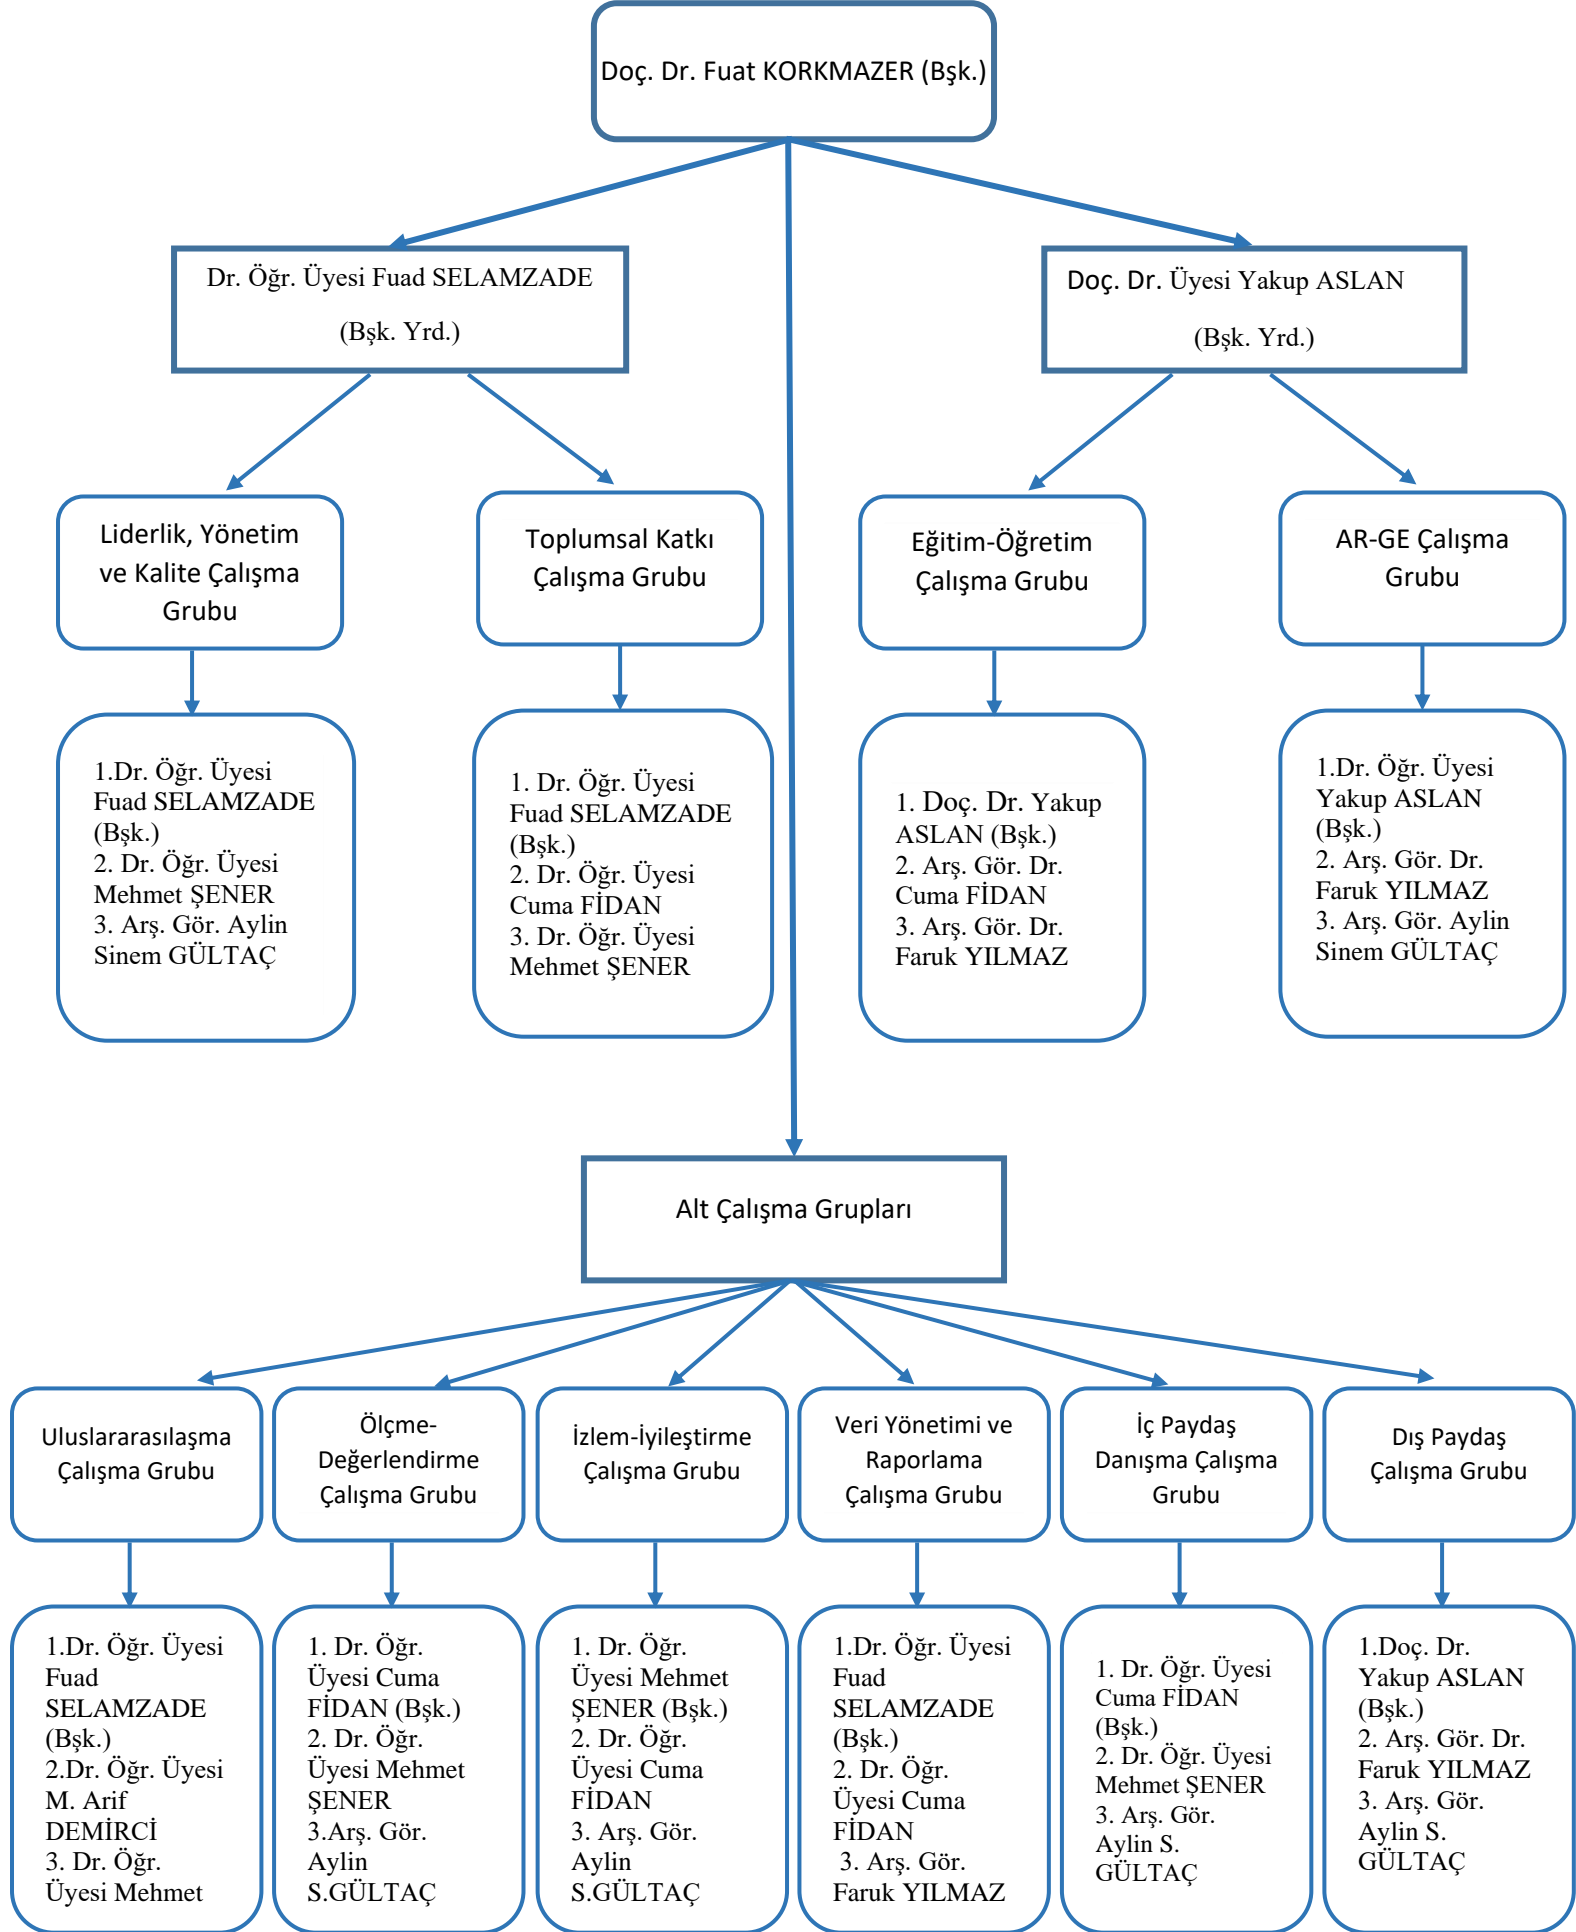 Doç. Dr. Fuat KORKMAZER (Bşk.)
Dr. Öğr. Üyesi Fuad SELAMZADE
(Bşk. Yrd.)
Doç. Dr. Üyesi Yakup ASLAN
(Bşk. Yrd.)
Liderlik, Yönetim
ve Kalite Çalışma
Grubu
Toplumsal Katkı
Çalışma Grubu
Eğitim-Öğretim
Çalışma Grubu
AR-GE Çalışma
Grubu
1.Dr. Öğr. Üyesi
Fuad SELAMZADE
(Bşk.)
2. Dr. Öğr. Üyesi
Mehmet ŞENER
3. Arş. Gör. Aylin
Sinem GÜLTAÇ
1. Dr. Öğr. Üyesi
Fuad SELAMZADE
(Bşk.)
2. Dr. Öğr. Üyesi
Cuma FİDAN
3. Dr. Öğr. Üyesi
Mehmet ŞENER
1. Doç. Dr. Yakup
ASLAN (Bşk.)
2. Arş. Gör. Dr.
Cuma FİDAN
3. Arş. Gör. Dr.
Faruk YILMAZ
1.Dr. Öğr. Üyesi
Yakup ASLAN
(Bşk.)
2. Arş. Gör. Dr.
Faruk YILMAZ
3. Arş. Gör. Aylin
Sinem GÜLTAÇ
Alt Çalışma Grupları
Uluslararasılaşma
Çalışma Grubu
Ölçme-
Değerlendirme
Çalışma Grubu
İzlem-İyileştirme
Çalışma Grubu
Veri Yönetimi ve
Raporlama
Çalışma Grubu
İç Paydaş
Danışma Çalışma
Grubu
Dış Paydaş
Çalışma Grubu
1.Dr. Öğr. Üyesi
Fuad
SELAMZADE
(Bşk.)
2.Dr. Öğr. Üyesi
M. Arif
DEMİRCİ
3. Dr. Öğr.
Üyesi Mehmet
1. Dr. Öğr.
Üyesi Cuma
FİDAN (Bşk.)
2. Dr. Öğr.
Üyesi Mehmet
ŞENER
3.Arş. Gör.
Aylin
S.GÜLTAÇ
1. Dr. Öğr.
Üyesi Mehmet
ŞENER (Bşk.)
2. Dr. Öğr.
Üyesi Cuma
FİDAN
3. Arş. Gör.
Aylin
S.GÜLTAÇ
1.Dr. Öğr. Üyesi
Fuad
SELAMZADE
(Bşk.)
2. Dr. Öğr.
Üyesi Cuma
FİDAN
3. Arş. Gör.
Faruk YILMAZ
1. Dr. Öğr. Üyesi
Cuma FİDAN
(Bşk.)
2. Dr. Öğr. Üyesi
Mehmet ŞENER
3. Arş. Gör.
Aylin S.
GÜLTAÇ
1.Doç. Dr.
Yakup ASLAN
(Bşk.)
2. Arş. Gör. Dr.
Faruk YILMAZ
3. Arş. Gör.
Aylin S.
GÜLTAÇ